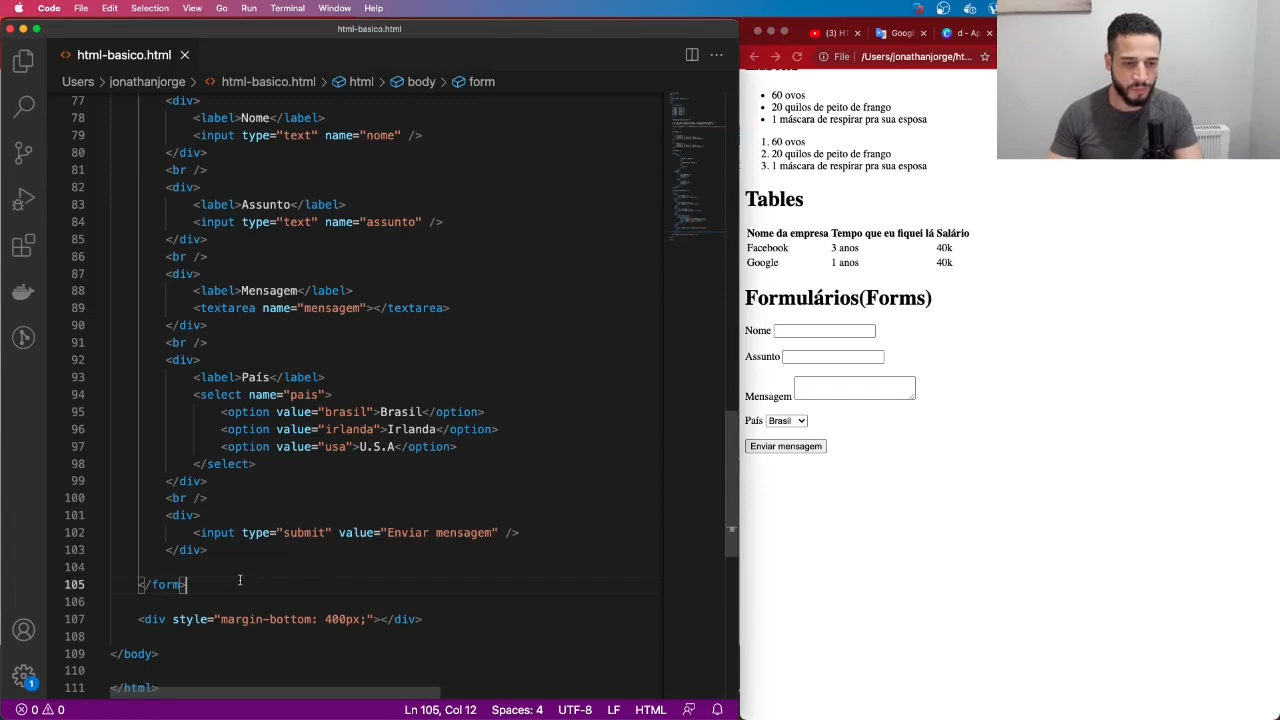 Code File Edit Selection View Go Run Terminal Window Help
html-basico.html
html-basico.html
html-basico.html > html > body > form
77 <div>
78 <label>Nome</label>
79 <input type="text" name="nome"
80 </div>
81
82 <div>
83 <label>Assunto</label>
84 <input type="text" name="assunto" />
85 </div>
86 <br />
87 <div>
88 <label>Mensagem</label>
89 <textarea name="mensagem"></textarea>
90 </div>
91 <br />
92 <div>
93 <label>País</label>
94 <select name="pais">
95 <option value="brasil">Brasil</option>
96 <option value="irlanda">Irlanda</option>
97 <option value="usa">U.S.A</option>
98 </select>
99 </div>
100 <br />
101 <div>
102 <input type="submit" value="Enviar mensagem" />
103 </div>
104
105 </form>
106
107 <div style="margin-bottom: 400px;"></div>
108
109 </body>
110
111 </html>
1
0 0 Ln 105, Col 12 Spaces: 4 UTF-8 LF HTML
(3) H Googl d - Ap
File /Users/jonathanjorge/ht...
60 ovos
20 quilos de peito de frango
1 máscara de respirar pra sua esposa
1. 60 ovos
2. 20 quilos de peito de frango
3. 1 máscara de respirar pra sua esposa
Tables
Nome da empresa Tempo que eu fiquei lá Salário
Facebook 3 anos 40k
Google 1 anos 40k
Formulários(Forms)
Nome
Assunto
Mensagem
País Brasil
Enviar mensagem